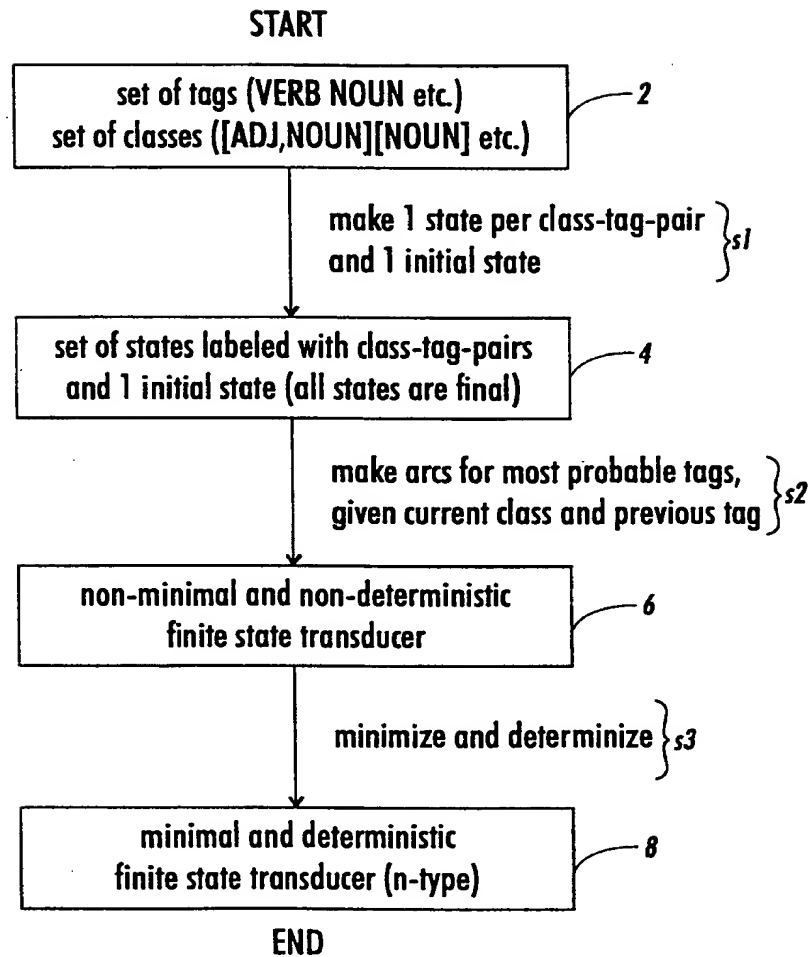 START
set of tags (VERB NOUN etc.)
set of classes ([ADJ,NOUN][NOUN] etc.)
2
make 1 state per class-tag-pair
and 1 initial state
s1
set of states labeled with class-tag-pairs
and 1 initial state (all states are final)
4
make arcs for most probable tags,
given current class and previous tag
s2
non-minimal and non-deterministic
finite state transducer
6
minimize and determinize
s3
minimal and deterministic
finite state transducer (n-type)
8
END